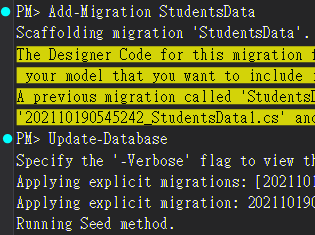 PM> Add-Migration StudentsData
Scaffolding migration 'StudentsData'.
The Designer Code for this migration f
your model that you want to include
A previous migration called 'StudentsD
'202110190545242_StudentsData1.cs' and
PM> Update-Database
Specify the '-Verbose' flag to view th
Applying explicit migrations: [2021101
Applying explicit migration: 202110190
Running Seed method.